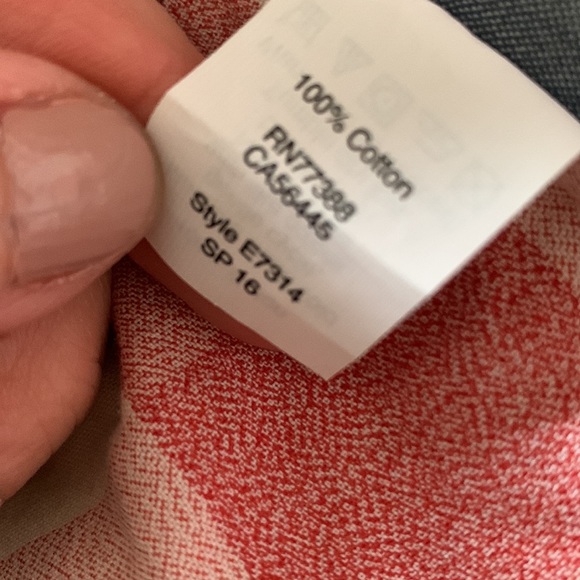 100% Cotton
RN77388
CA56446
Style E7314
SP 16